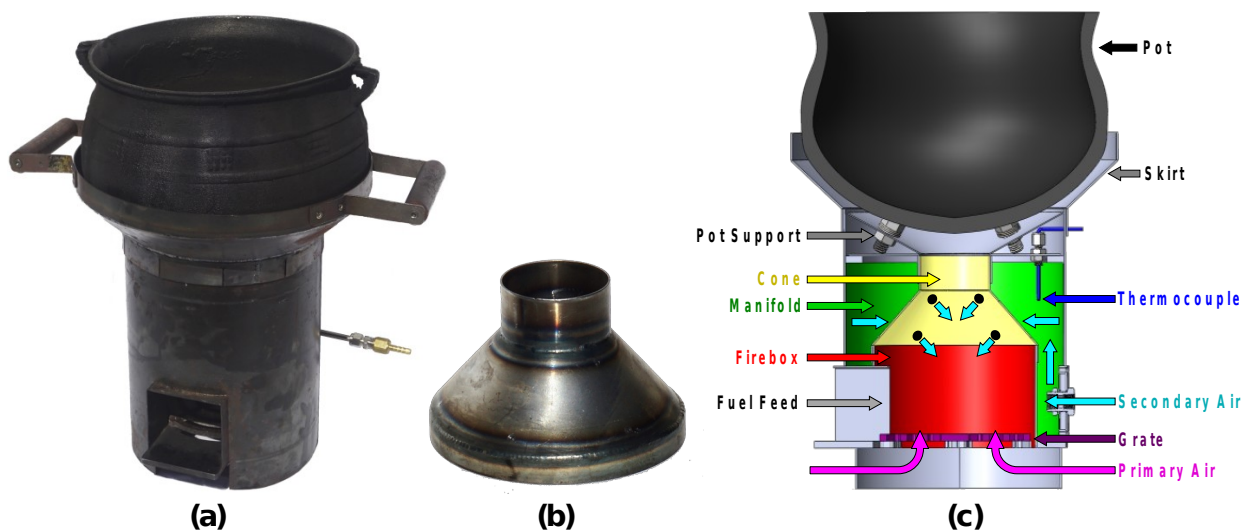 Pot
Skirt
Pot Support
Cone
Manifold
Thermocouple
Firebox
Fuel Feed
Secondary Air
Grate
Primary Air
(a)
(b)
(c)